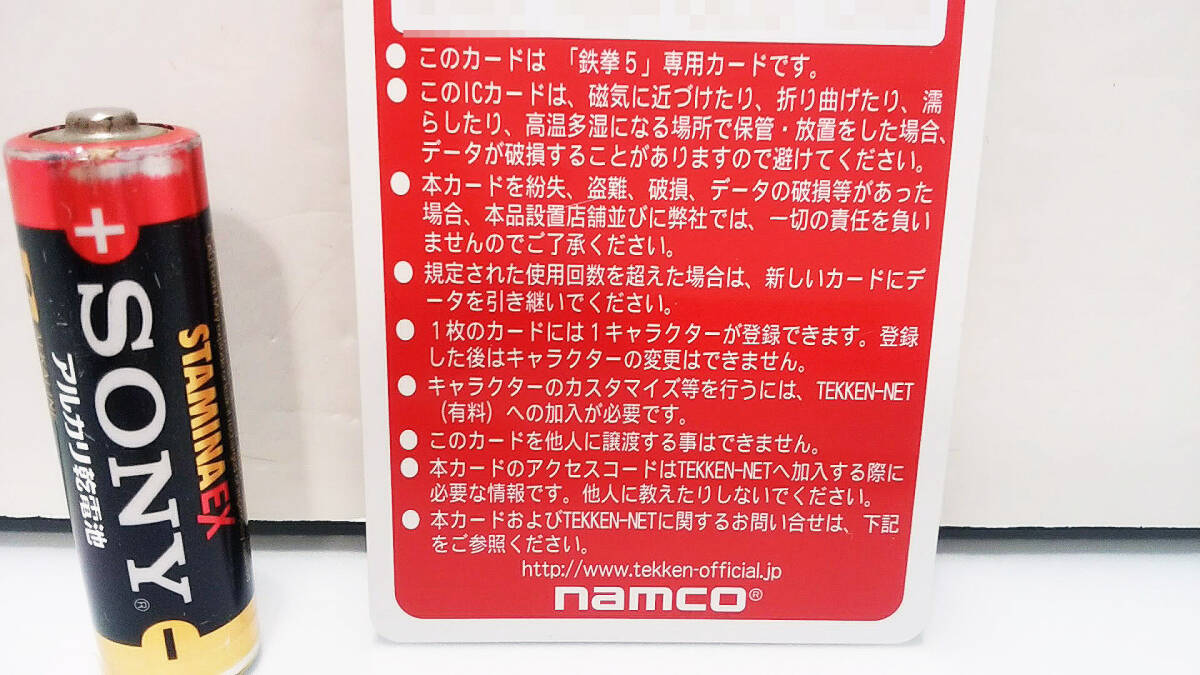 ● このカードは 「鉄拳5」専用カードです。
● このICカードは、磁気に近づけたり、折り曲げたり、濡
らしたり、高温多湿になる場所で保管・放置をした場合、
データが破損することがありますので避けてください。
● 本カードを紛失、盗難、破損、データの破損等があった
場合、本品設置店舗並びに弊社では、一切の責任を負い
ませんのでご了承ください。
● 規定された使用回数を超えた場合は、新しいカードにデ
ータを引き継いでください。
● 1枚のカードには1キャラクターが登録できます。登録
した後はキャラクターの変更はできません。
● キャラクターのカスタマイズ等を行うには、TEKKEN-NET
(有料) への加入が必要です。
● このカードを他人に譲渡する事はできません。
● 本カードのアクセスコードはTEKKEN-NETへ加入する際に
必要な情報です。他人に教えたりしないでください。
● 本カードおよびTEKKEN-NETに関するお問い合せは、下記
をご参照ください。
http://www.tekken-official.jp
namco®
+
STAMINA EX
SONY®
アルカリ乾電池
−